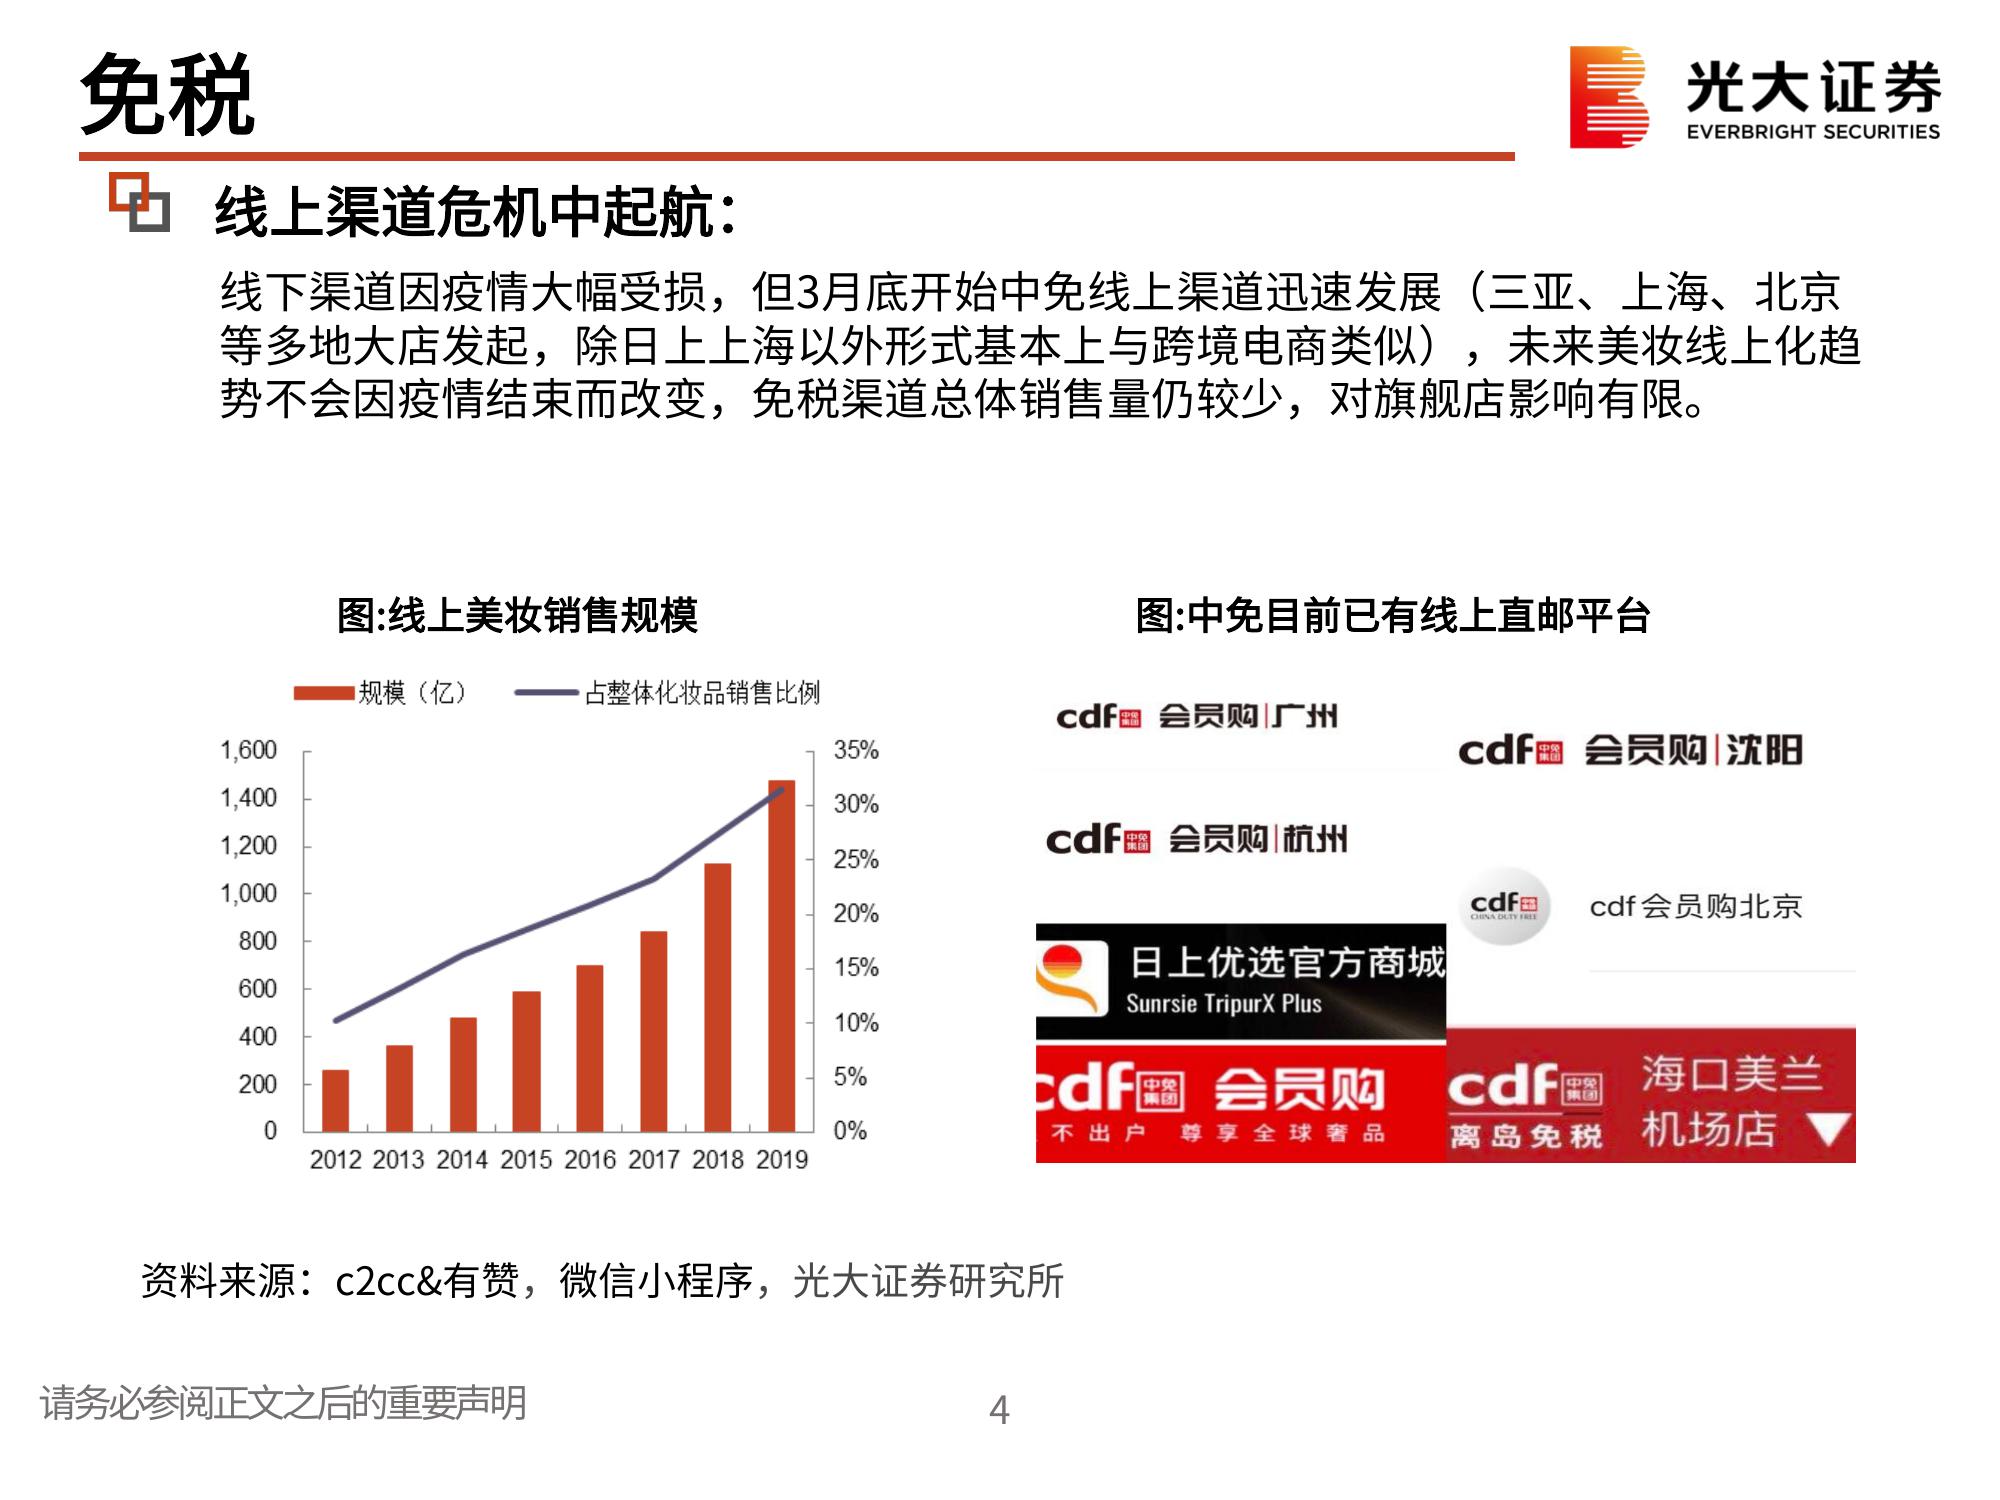 免税
光大证券
EVERBRIGHT SECURITIES
线上渠道危机中起航：
线下渠道因疫情大幅受损，但3月底开始中免线上渠道迅速发展（三亚、上海、北京
等多地大店发起，除日上上海以外形式基本上与跨境电商类似），未来美妆线上化趋
势不会因疫情结束而改变，免税渠道总体销售量仍较少，对旗舰店影响有限。
图:线上美妆销售规模
规模（亿） 占整体化妆品销售比例
1,600 35%
1,400 30%
1,200 25%
1,000 20%
800 15%
600 10%
400 5%
200 0%
0
2012 2013 2014 2015 2016 2017 2018 2019
图:中免目前已有线上直邮平台
cdf中免集团 会员购|广州
cdf中免集团 会员购|沈阳
cdf中免集团 会员购|杭州
cdf
CHINA DUTY FREE
cdf会员购北京
日上优选官方商城
Sunrsie TripurX Plus
cdf中免集团 会员购
不出户 尊享全球奢品
cdf中免集团
离岛免税
海口美兰
机场店
资料来源：c2cc&有赞，微信小程序，光大证券研究所
请务必参阅正文之后的重要声明
4